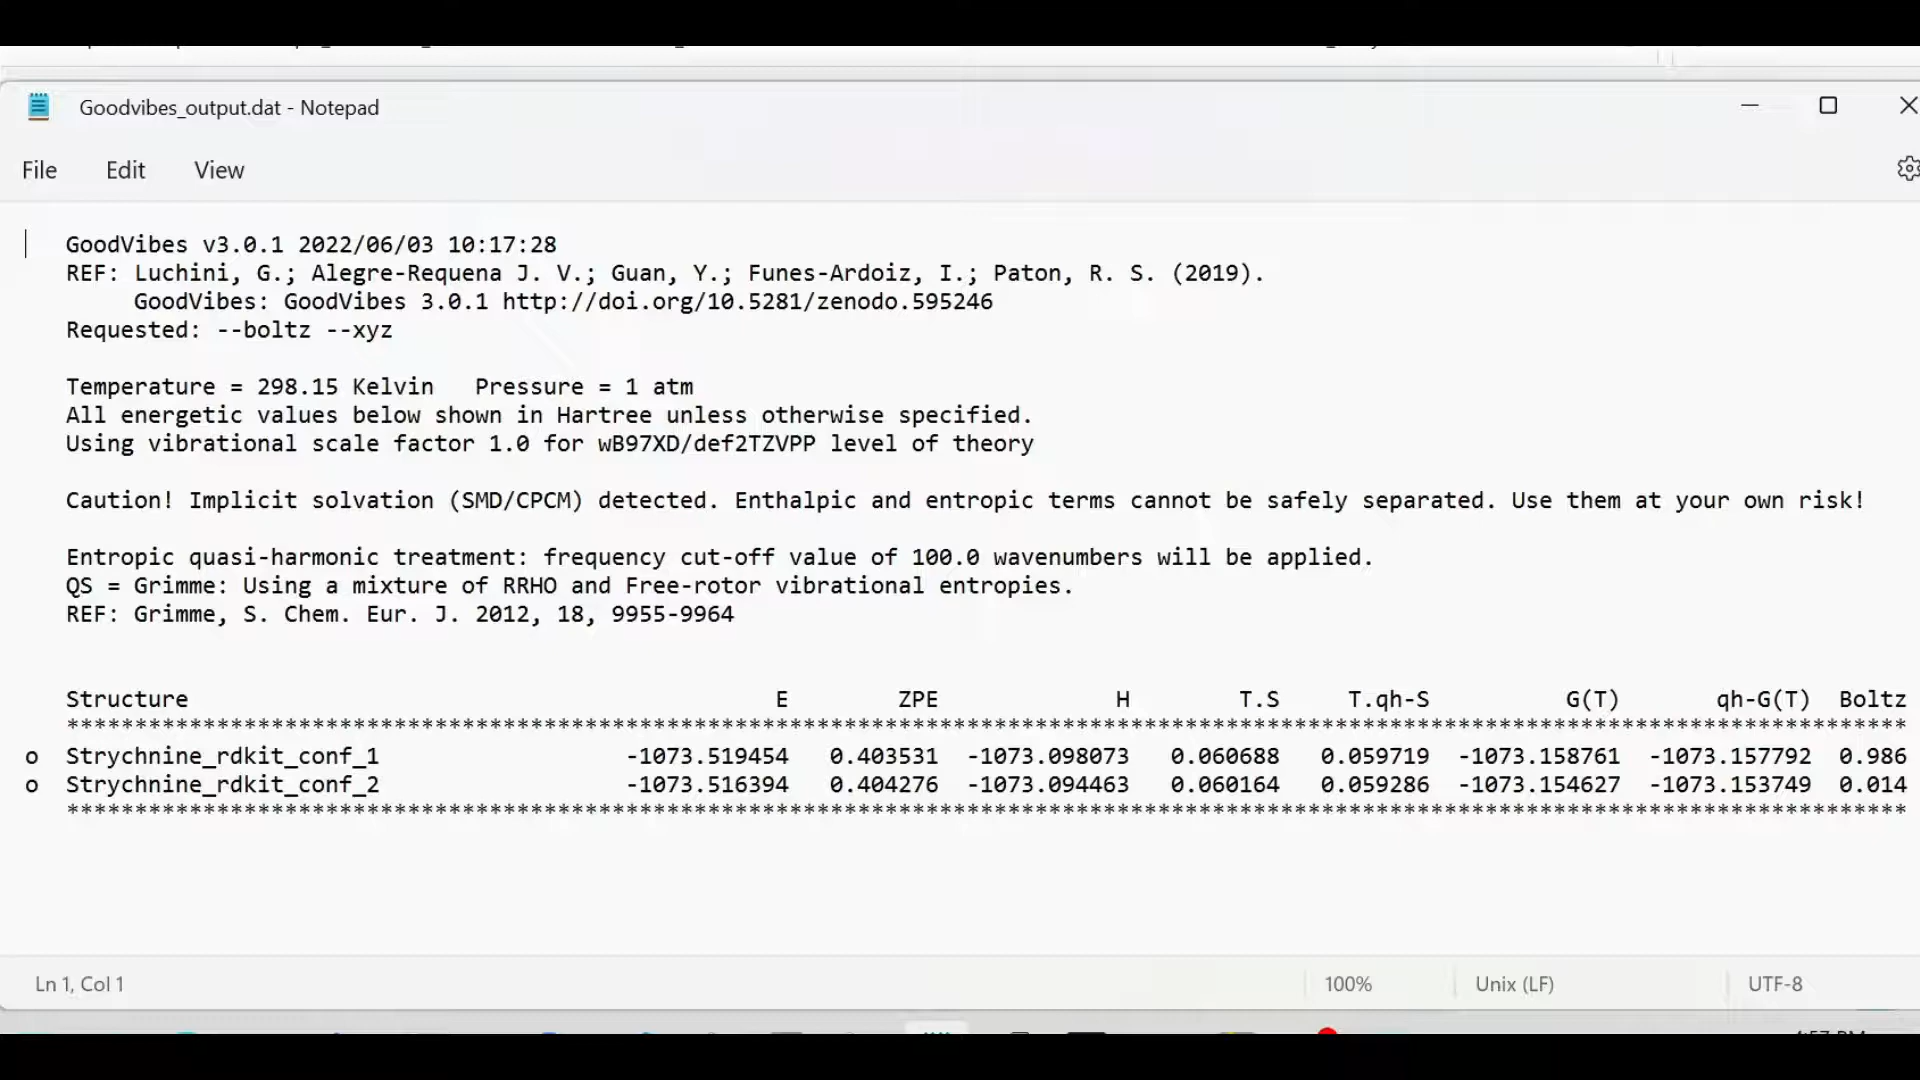 Goodvibes_output.dat - Notepad
File Edit View
GoodVibes v3.0.1 2022/06/03 10:17:28
REF: Luchini, G.; Alegre-Requena J. V.; Guan, Y.; Funes-Ardoiz, I.; Paton, R. S. (2019).
GoodVibes: GoodVibes 3.0.1 http://doi.org/10.5281/zenodo.595246
Requested: --boltz --xyz
Temperature = 298.15 Kelvin Pressure = 1 atm
All energetic values below shown in Hartree unless otherwise specified.
Using vibrational scale factor 1.0 for wB97XD/def2TZVPP level of theory
Caution! Implicit solvation (SMD/CPCM) detected. Enthalpic and entropic terms cannot be safely separated. Use them at your own risk!
Entropic quasi-harmonic treatment: frequency cut-off value of 100.0 wavenumbers will be applied.
QS = Grimme: Using a mixture of RRHO and Free-rotor vibrational entropies.
REF: Grimme, S. Chem. Eur. J. 2012, 18, 9955-9964
Structure E ZPE H T.S T.qh-S G(T) qh-G(T) Boltz
***************************************************************************************************************************************
o Strychnine_rdkit_conf_1 -1073.519454 0.403531 -1073.098073 0.060688 0.059719 -1073.158761 -1073.157792 0.986
o Strychnine_rdkit_conf_2 -1073.516394 0.404276 -1073.094463 0.060164 0.059286 -1073.154627 -1073.153749 0.014
***************************************************************************************************************************************
Ln 1, Col 1 100% Unix (LF) UTF-8